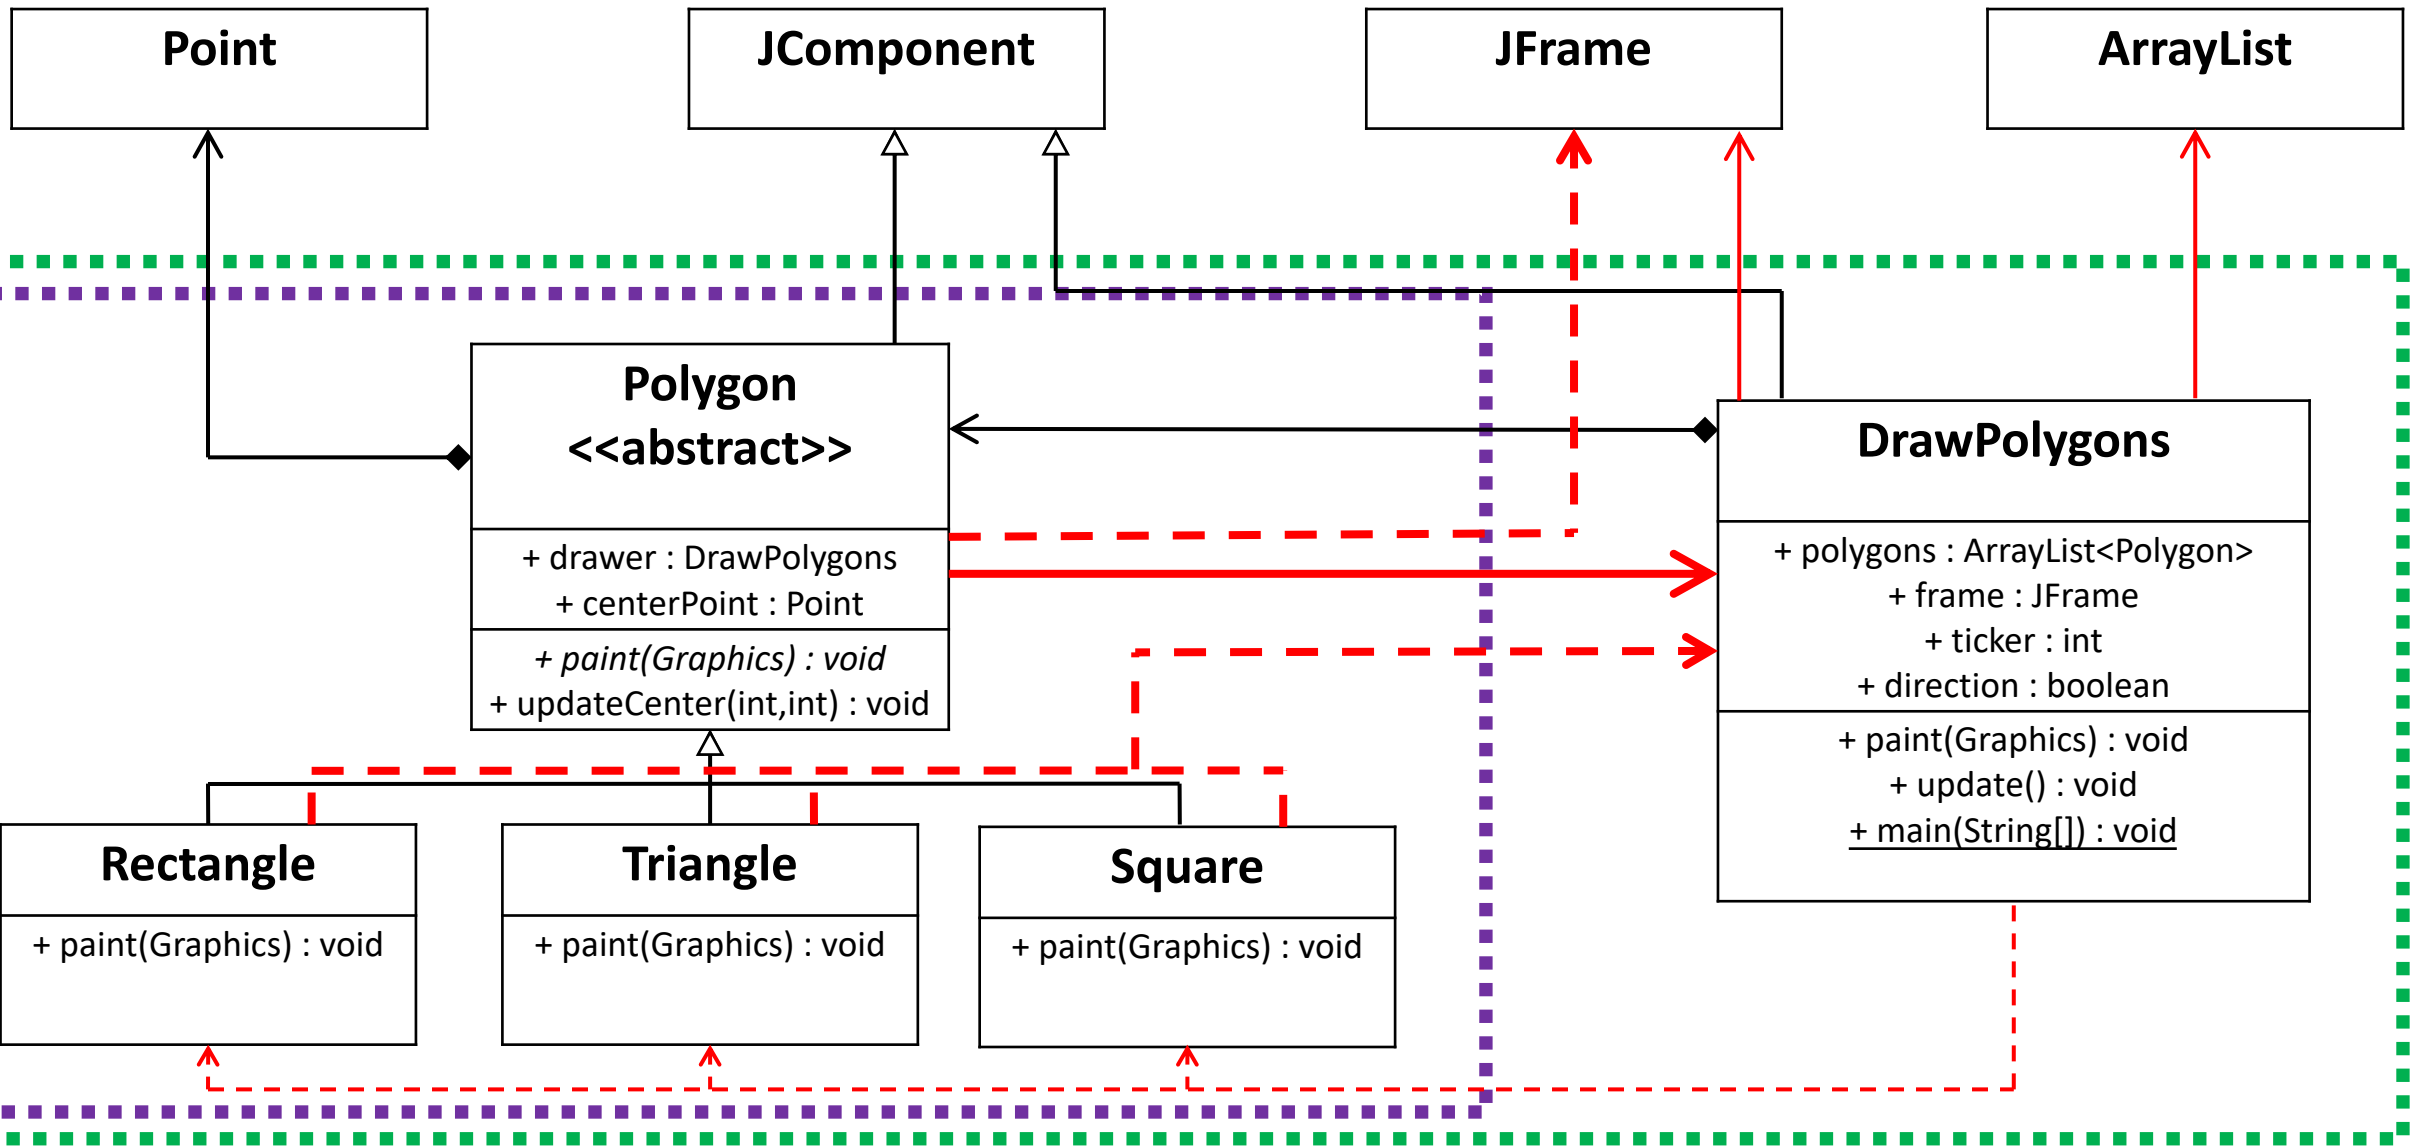 Point
JComponent
JFrame
ArrayList
Polygon
<<abstract>>
+ drawer : DrawPolygons
+ centerPoint : Point
+ paint(Graphics) : void
+ updateCenter(int,int) : void
DrawPolygons
+ polygons : ArrayList<Polygon>
+ frame : JFrame
+ ticker : int
+ direction : boolean
+ paint(Graphics) : void
+ update() : void
+ main(String[]) : void
Rectangle
+ paint(Graphics) : void
Triangle
+ paint(Graphics) : void
Square
+ paint(Graphics) : void